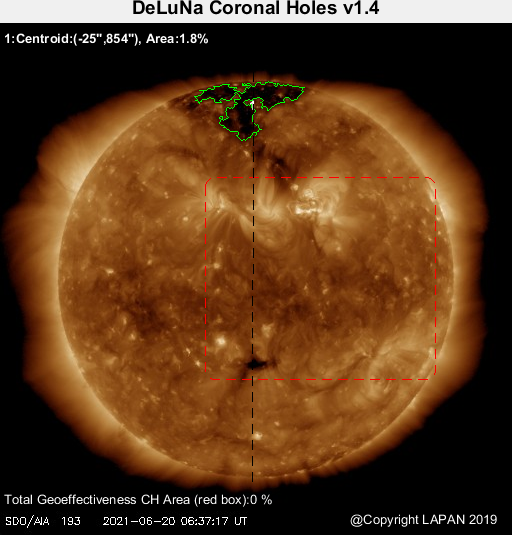 DeLuNa Coronal Holes v1.4
1:Centroid:(-25",854"), Area:1.8%
Total Geoeffectiveness CH Area (red box):0 %
SDO/AIA 193 2021-06-20 06:37:17 UT
@Copyright LAPAN 2019